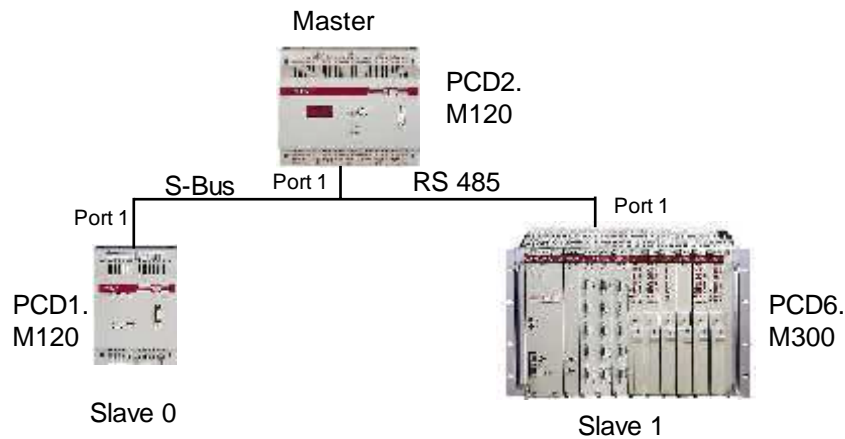 Master
PCD2.
M120
S-Bus
Port 1
RS 485
Port 1
Port 1
PCD1.
M120
PCD6.
M300
Slave 0
Slave 1